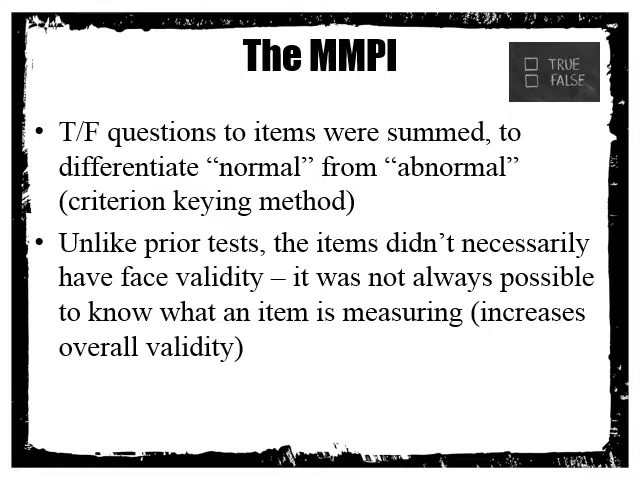 The MMPI
TRUE
FALSE
• T/F questions to items were summed, to
differentiate “normal” from “abnormal”
(criterion keying method)
• Unlike prior tests, the items didn’t necessarily
have face validity – it was not always possible
to know what an item is measuring (increases
overall validity)